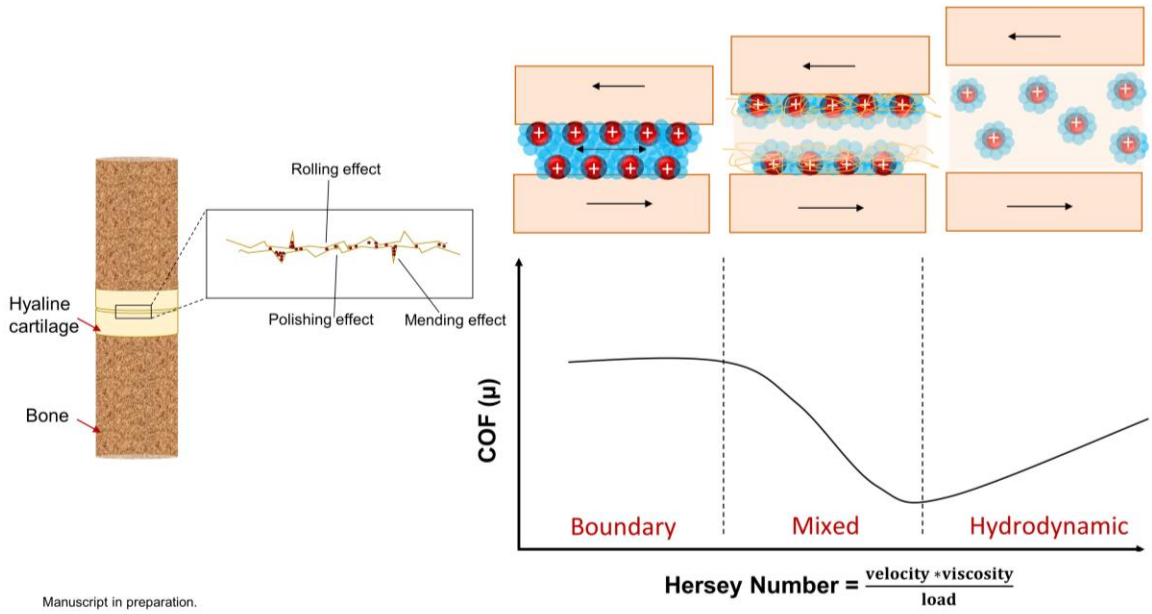 Rolling effect
Polishing effect
Mending effect
Hyaline
cartilage
Bone
Manuscript in preparation.
+ + + + +
+ + + +
+ + + + +
+ + + +
+ + +
+ +
+
COF (μ)
Boundary
Mixed
Hydrodynamic
Hersey Number = velocity *viscosity
load